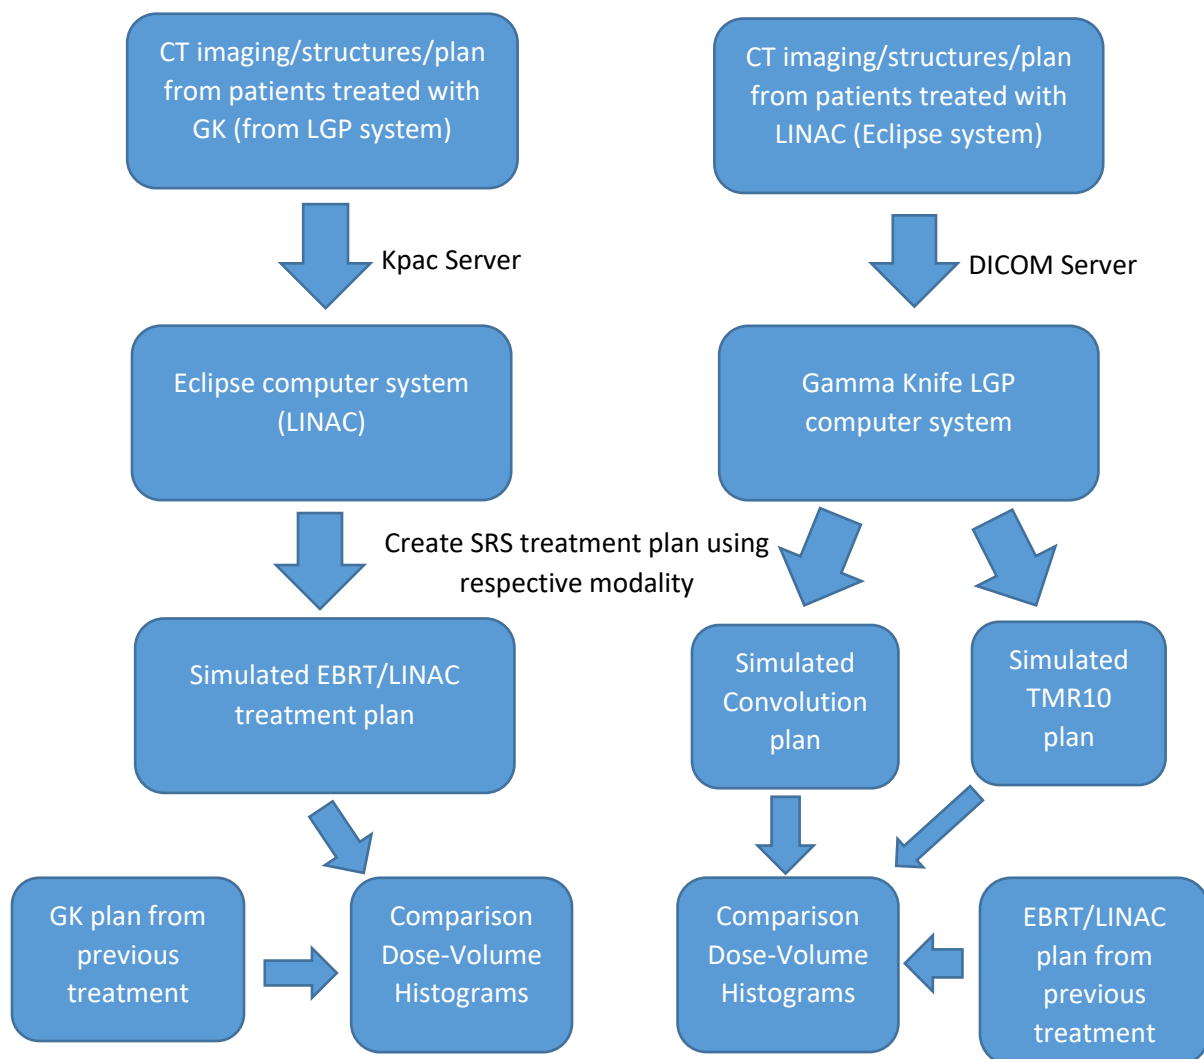 CT imaging/structures/plan
from patients treated with
GK (from LGP system)
CT imaging/structures/plan
from patients treated with
LINAC (Eclipse system)
Kpac Server
DICOM Server
Eclipse computer system
(LINAC)
Gamma Knife LGP
computer system
Create SRS treatment plan using
respective modality
Simulated EBRT/LINAC
treatment plan
Simulated
Convolution
plan
Simulated
TMR10
plan
GK plan from
previous
treatment
Comparison
Dose-Volume
Histograms
Comparison
Dose-Volume
Histograms
EBRT/LINAC
plan from
previous
treatment